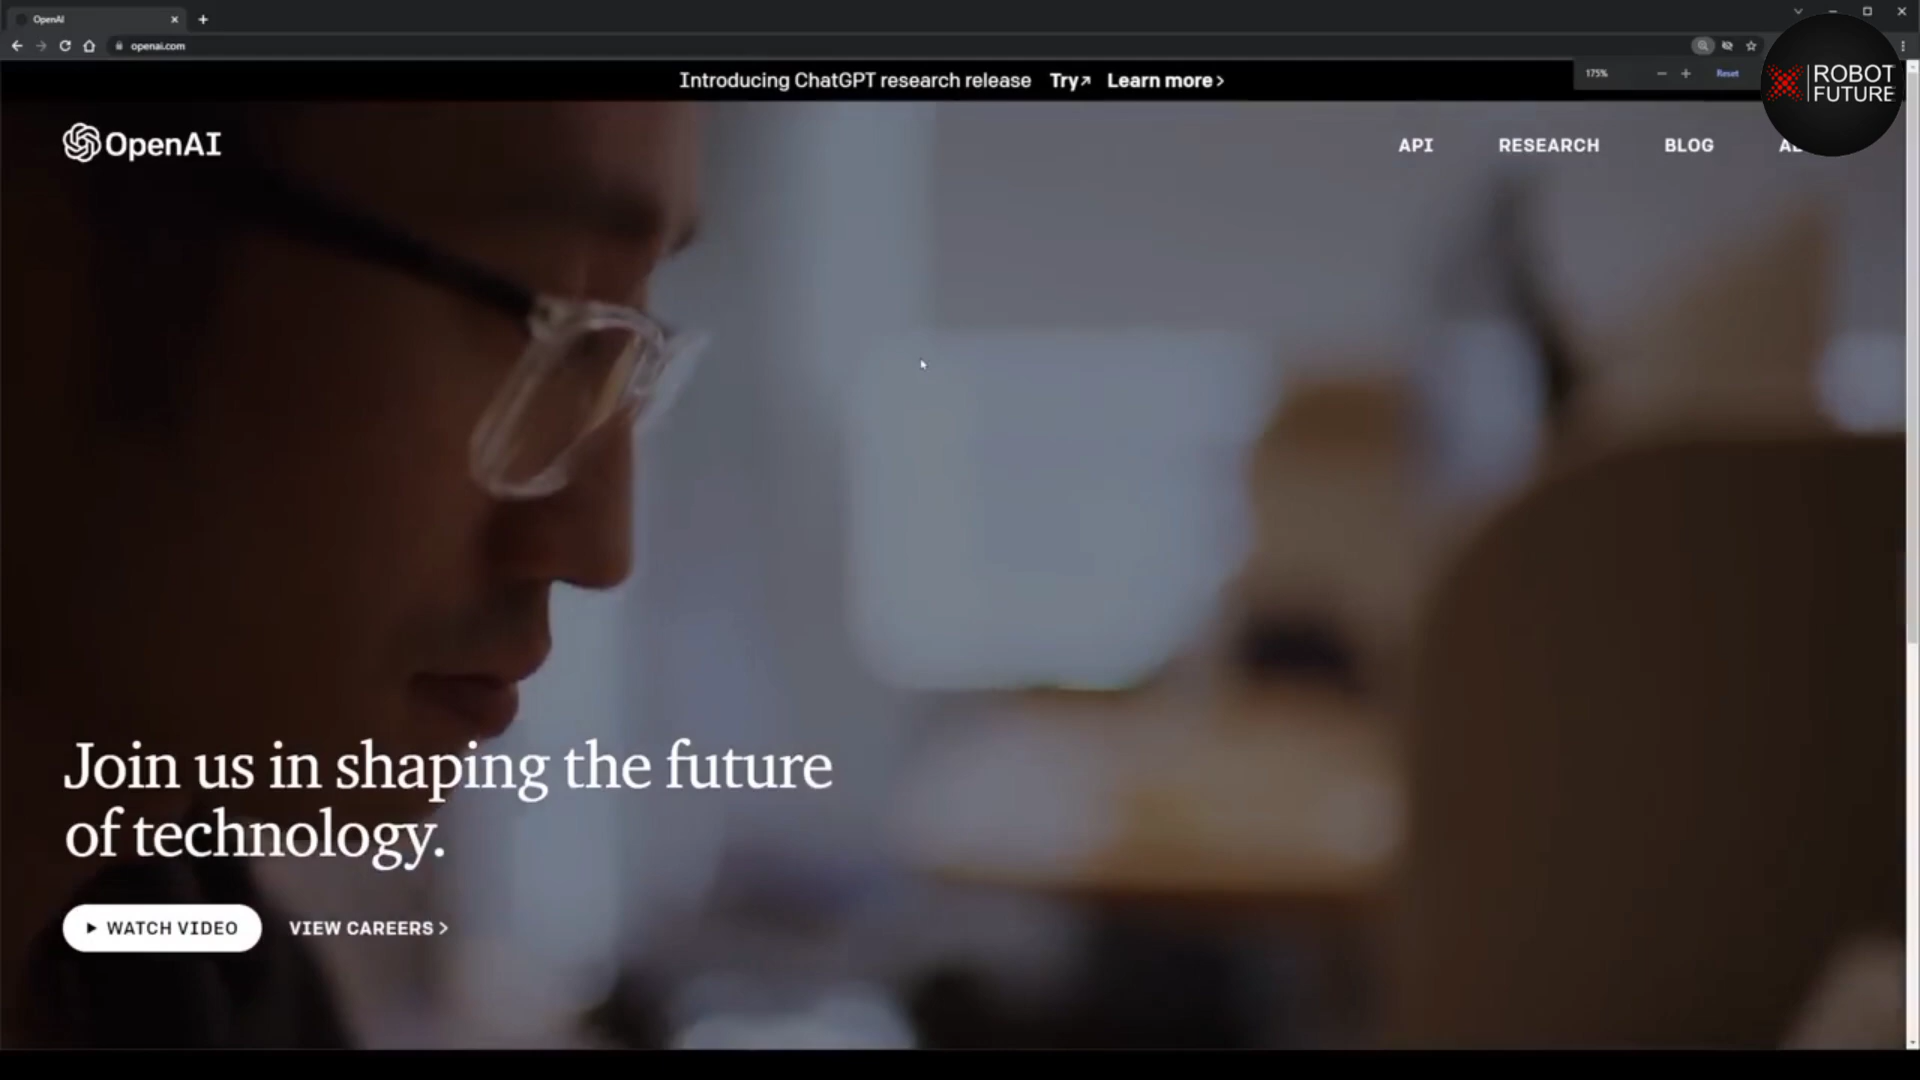 OpenAI
openai.com
Introducing ChatGPT research release Try↗ Learn more >
175% − + Reset
ROBOT
FUTURE
OpenAI
API RESEARCH BLOG
Join us in shaping the future
of technology.
WATCH VIDEO VIEW CAREERS >